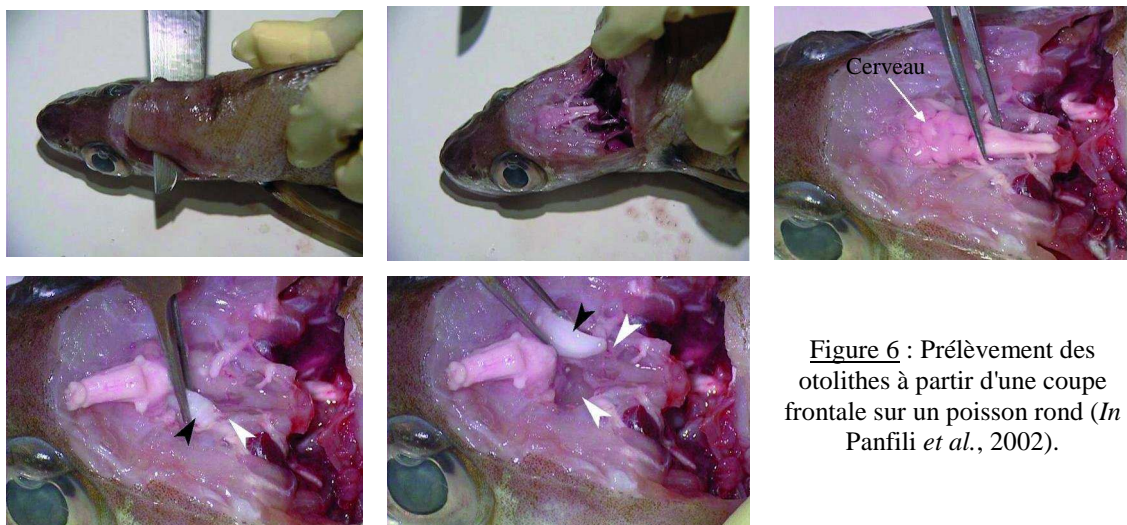 Cerveau
Figure 6 : Prélèvement des
otolithes à partir d'une coupe
frontale sur un poisson rond (In
Panfili et al., 2002).